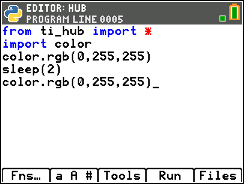 EDITOR: HUB
PROGRAM LINE 0005
from ti_hub import *
import color
color.rgb(0,255,255)
sleep(2)
color.rgb(0,255,255)_
Fns… a A # Tools Run Files